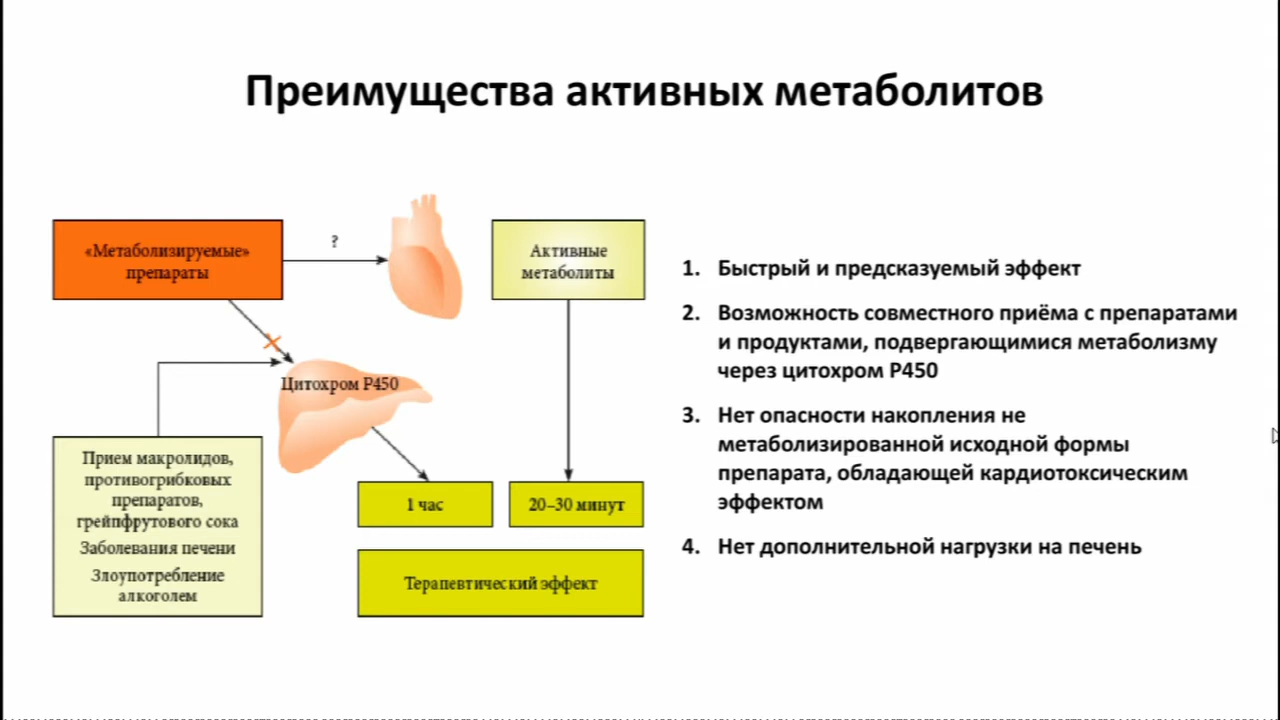 Преимущества активных метаболитов
«Метаболизируемые»
препараты
?
Активные
метаболиты
Цитохром P450
Прием макролидов,
противогрибковых
препаратов,
грейпфрутового сока
Заболевания печени
Злоупотребление
алкоголем
1 час
20–30 минут
Терапевтический эффект
1. Быстрый и предсказуемый эффект
2. Возможность совместного приёма с препаратами
и продуктами, подвергающимися метаболизму
через цитохром P450
3. Нет опасности накопления не
метаболизированной исходной формы
препарата, обладающей кардиотоксическим
эффектом
4. Нет дополнительной нагрузки на печень